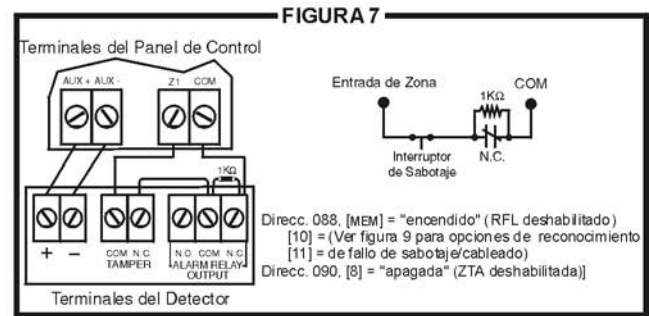 FIGURA 7
Terminales del Panel de Control
AUX + AUX -
Z1 COM
1KΩ
+ -
COM N.C.
TAMPER
N.O. COM N.C
ALARM RELAY
OUTPUT
Terminales del Detector
Entrada de Zona
COM
1KΩ
Interruptor
de Sabotaje
N.C.
Direcc. 088, [MEM] = "encendido" (RFL deshabilitado)
[10] = (Ver figura 9 para opciones de reconocimiento
[11] = de fallo de sabotaje/cableado)
Direcc. 090, [8] = "apagada" (ZTA deshabilitada)]